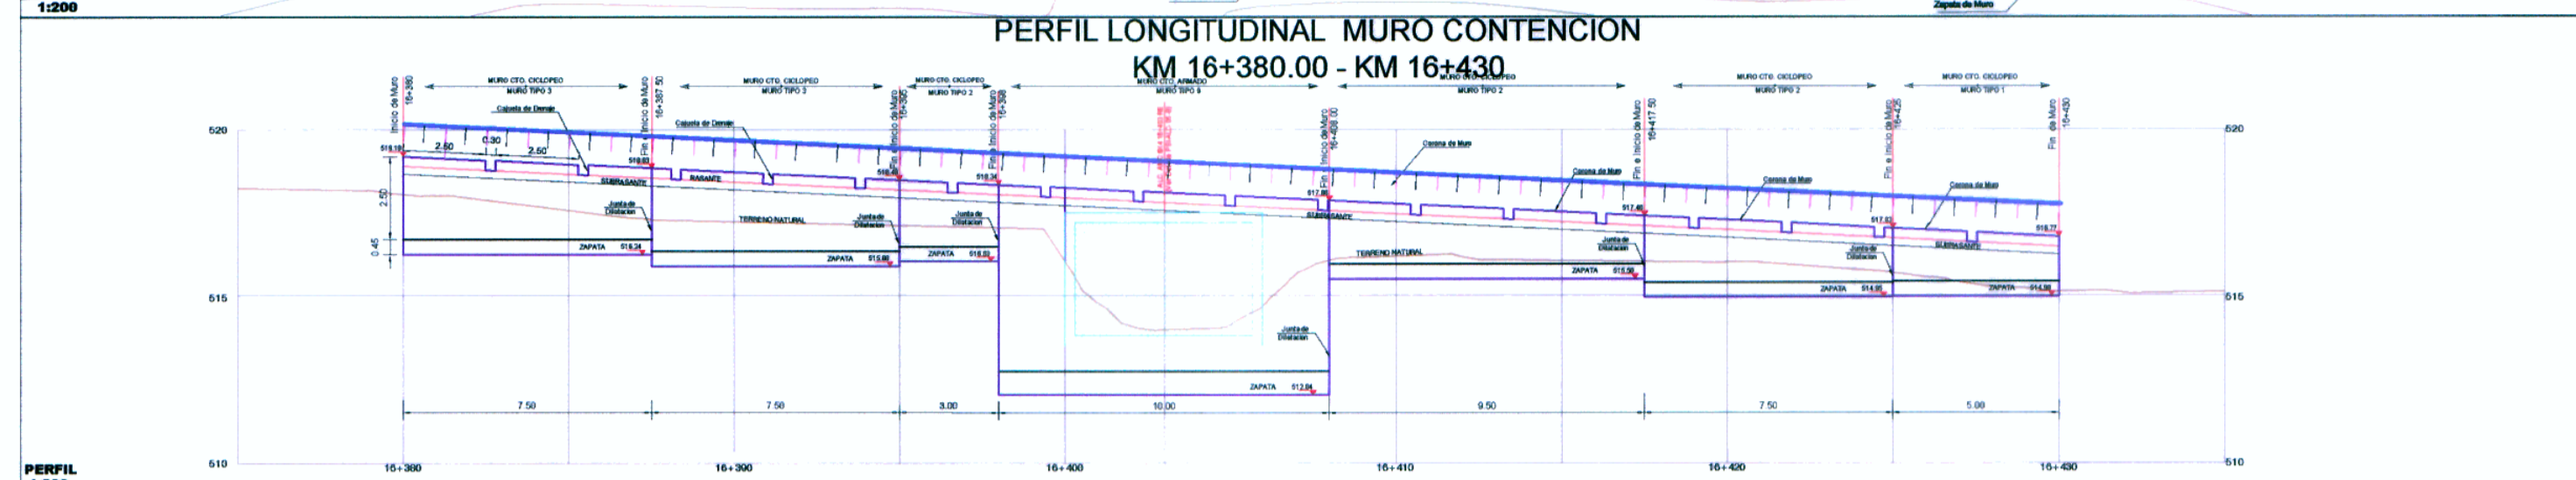 1:200
Zapata de Muro
PERFIL LONGITUDINAL MURO CONTENCION
KM 16+380.00 - KM 16+430
MURO CTO. CICLOPEO
MURO TIPO 3
MURO CTO. CICLOPEO
MURO TIPO 3
MURO CTO. CICLOPEO
MURO TIPO 2
MURO CTO. ARMADO
MURO CTO. CICLOPEO
MURO TIPO 2
MURO CTO. CICLOPEO
MURO TIPO 2
MURO CTO. CICLOPEO
MURO TIPO 1
Inicio de Muro
16+380
Fin e Inicio de Muro
16+387.50
Fin e Inicio de Muro
16+395
Fin e Inicio de Muro
16+398
Fin e Inicio de Muro
16+408.00
Fin e Inicio de Muro
16+417.50
Fin e Inicio de Muro
16+425
Fin de Muro
16+430
Cajuela de Drenaje
Cajuela de Drenaje
Corona de Muro
Corona de Muro
Corona de Muro
Corona de Muro
520
520
2.50
0.30
2.50
2.50
0.45
SUBRASANTE
RASANTE
SUBRASANTE
SUBRASANTE
TERRENO NATURAL
TERRENO NATURAL
Junta de
Dilatacion
Junta de
Dilatacion
Junta de
Dilatacion
Junta de
Dilatacion
Junta de
Dilatacion
Junta de
Dilatacion
ZAPATA 516.24
ZAPATA
ZAPATA
ZAPATA
ZAPATA
ZAPATA
ZAPATA
515
515
7.50
7.50
3.00
10.00
9.50
7.50
5.00
510
510
16+380
16+390
16+400
16+410
16+420
16+430
PERFIL